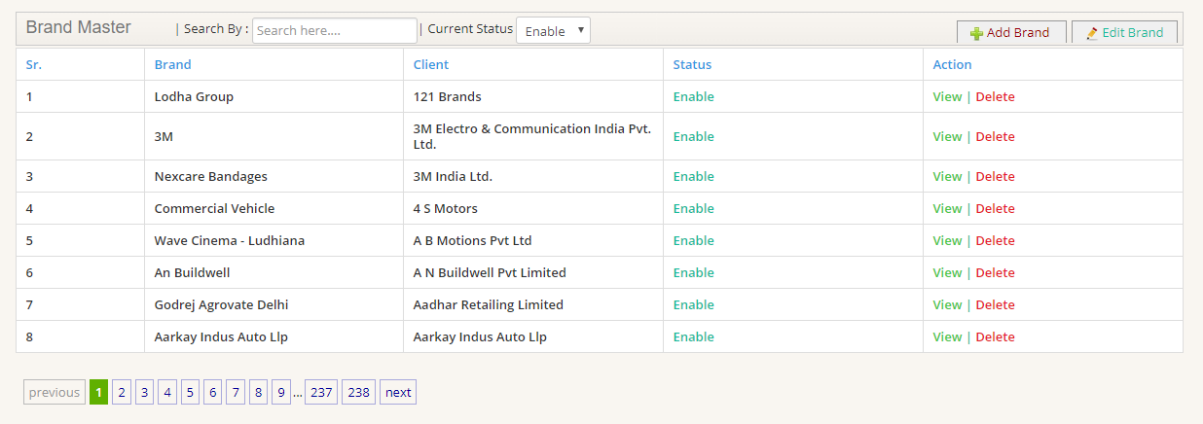 Brand Master | Search By : Search here.... | Current Status Enable Add Brand Edit Brand
Sr. Brand Client Status Action
1 Lodha Group 121 Brands Enable View | Delete
2 3M 3M Electro & Communication India Pvt. Ltd. Enable View | Delete
3 Nexcare Bandages 3M India Ltd. Enable View | Delete
4 Commercial Vehicle 4 S Motors Enable View | Delete
5 Wave Cinema - Ludhiana A B Motions Pvt Ltd Enable View | Delete
6 An Buildwell A N Buildwell Pvt Limited Enable View | Delete
7 Godrej Agrovate Delhi Aadhar Retailing Limited Enable View | Delete
8 Aarkay Indus Auto Llp Aarkay Indus Auto Llp Enable View | Delete
previous 1 2 3 4 5 6 7 8 9 ... 237 238 next